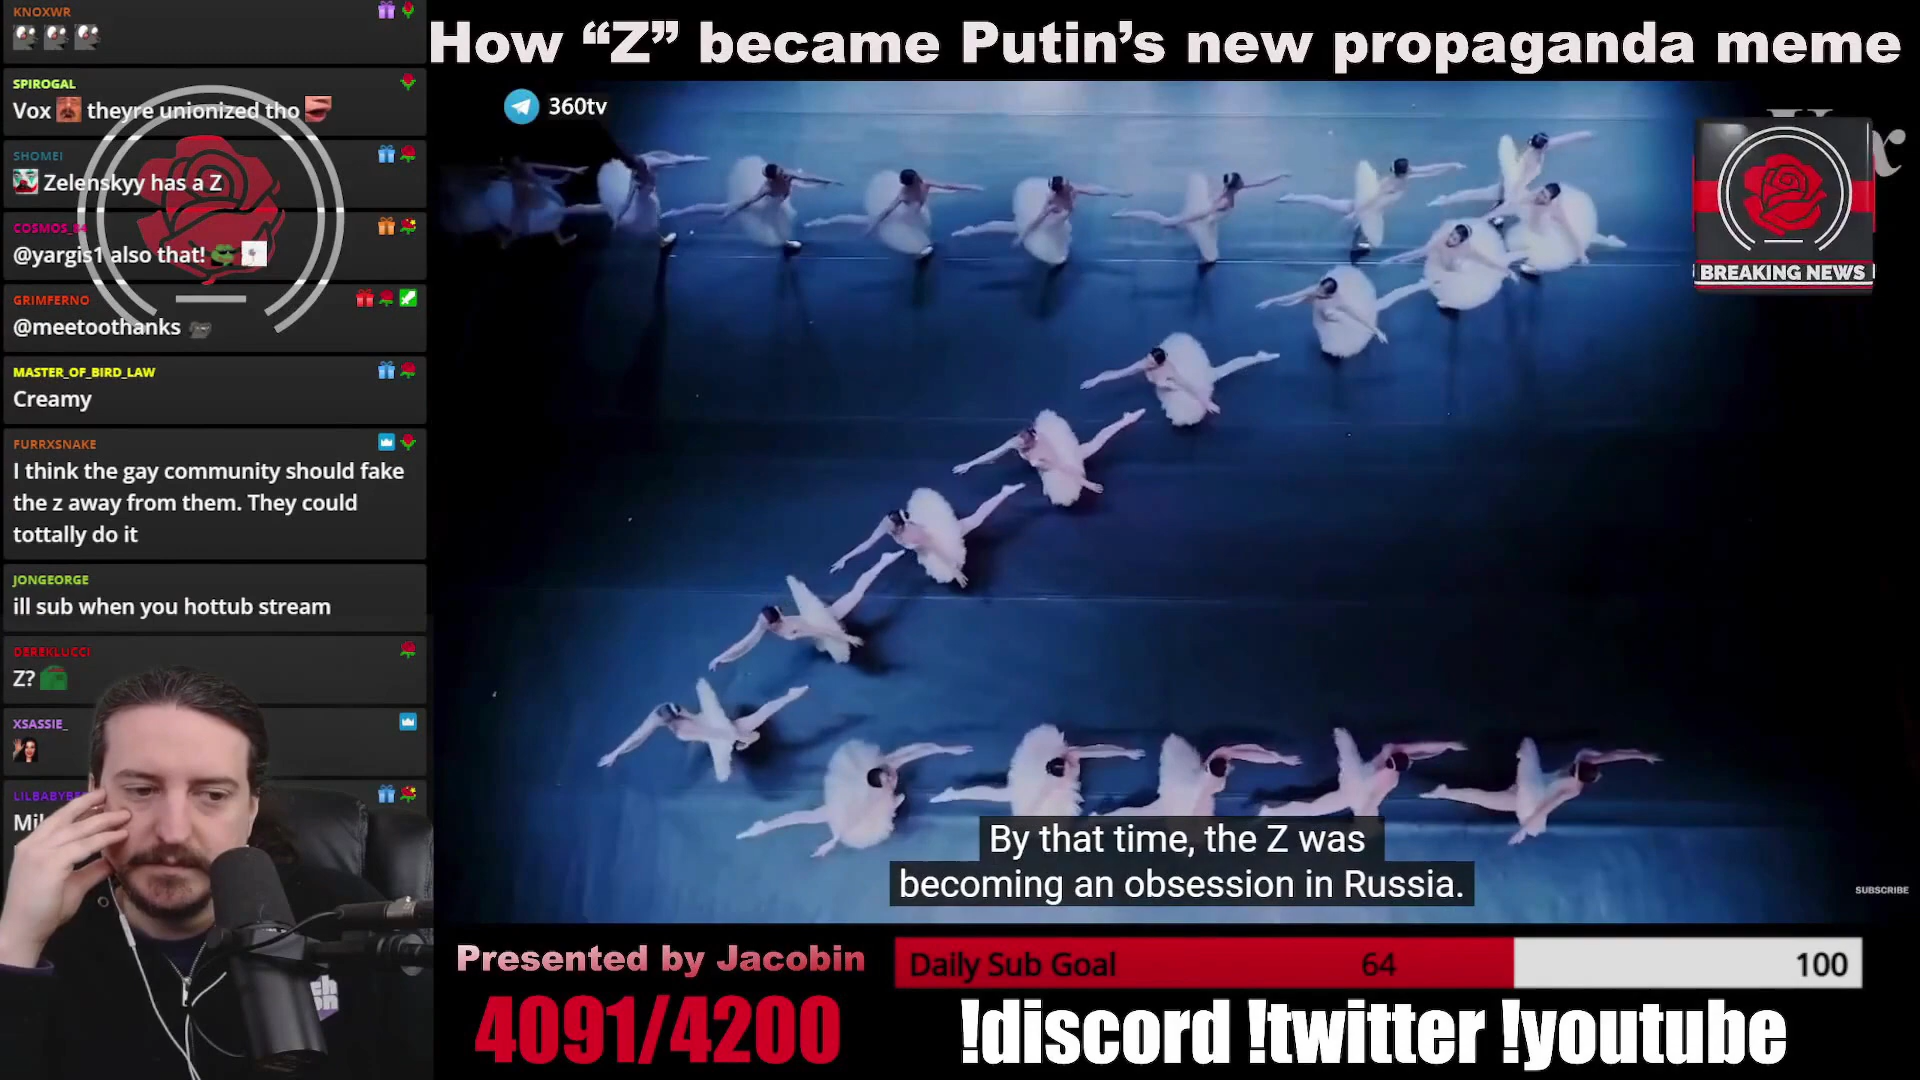 How “Z” became Putin’s new propaganda meme
KNOXWR
SPIROGAL
Vox theyre unionized tho
SHOMEI
Zelenskyy has a Z
@yargis1 also that!
GRIMFERNO
@meetoothanks
MASTER_OF_BIRD_LAW
Creamy
FURRXSNAKE
I think the gay community should fake
the z away from them. They could
tottally do it
JONGEORGE
ill sub when you hottub stream
DEREKLUCCI
Z?
XSASSIE_
360tv
BREAKING NEWS
By that time, the Z was
becoming an obsession in Russia.
SUBSCRIBE
Presented by Jacobin
4091/4200
Daily Sub Goal 64 100
!discord !twitter !youtube